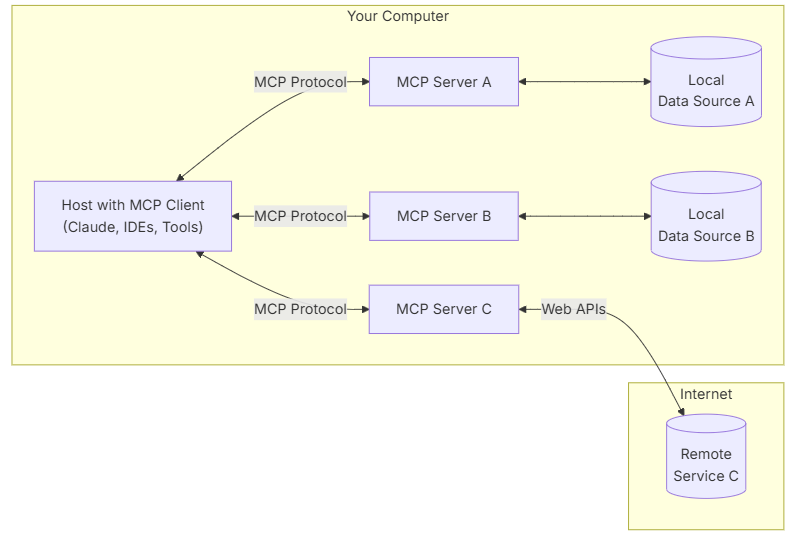 Your Computer
MCP Protocol
MCP Server A
Local
Data Source A
Host with MCP Client
(Claude, IDEs, Tools)
MCP Protocol
MCP Server B
Local
Data Source B
MCP Protocol
MCP Server C
Web APIs
Internet
Remote
Service C